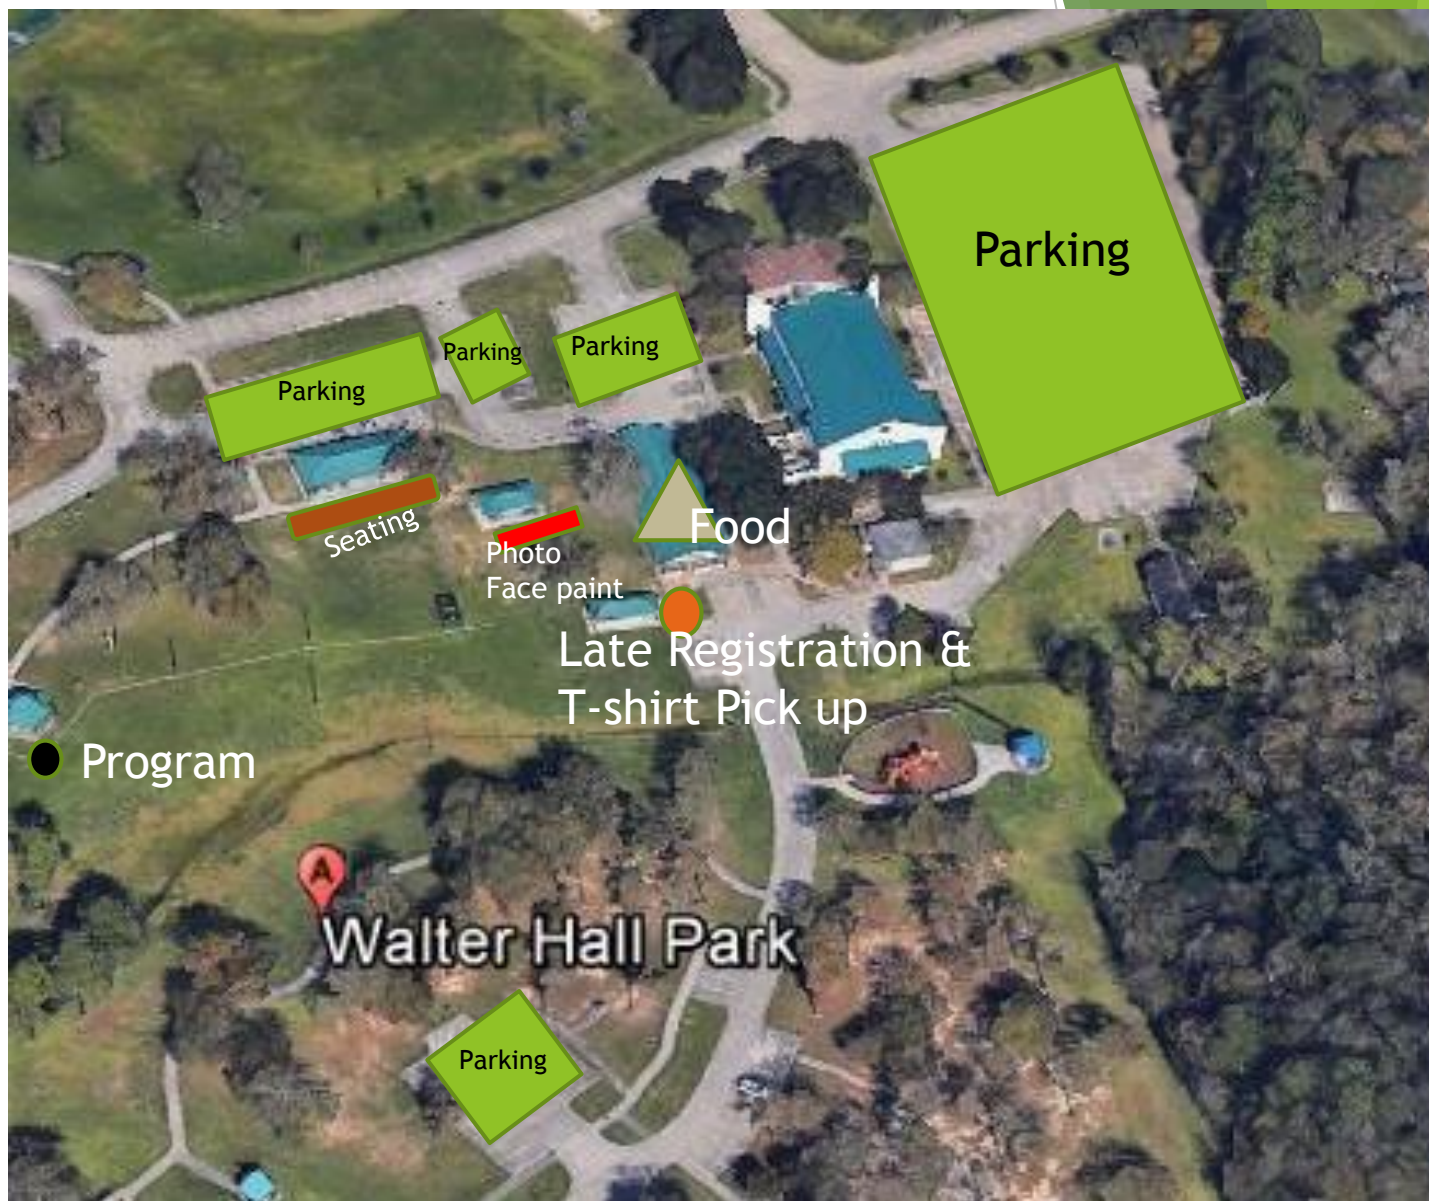 Parking
Parking
Parking
Parking
Seating
Food
Photo
Face paint
Late Registration &
T-shirt Pick up
Program
A
Walter Hall Park
Parking